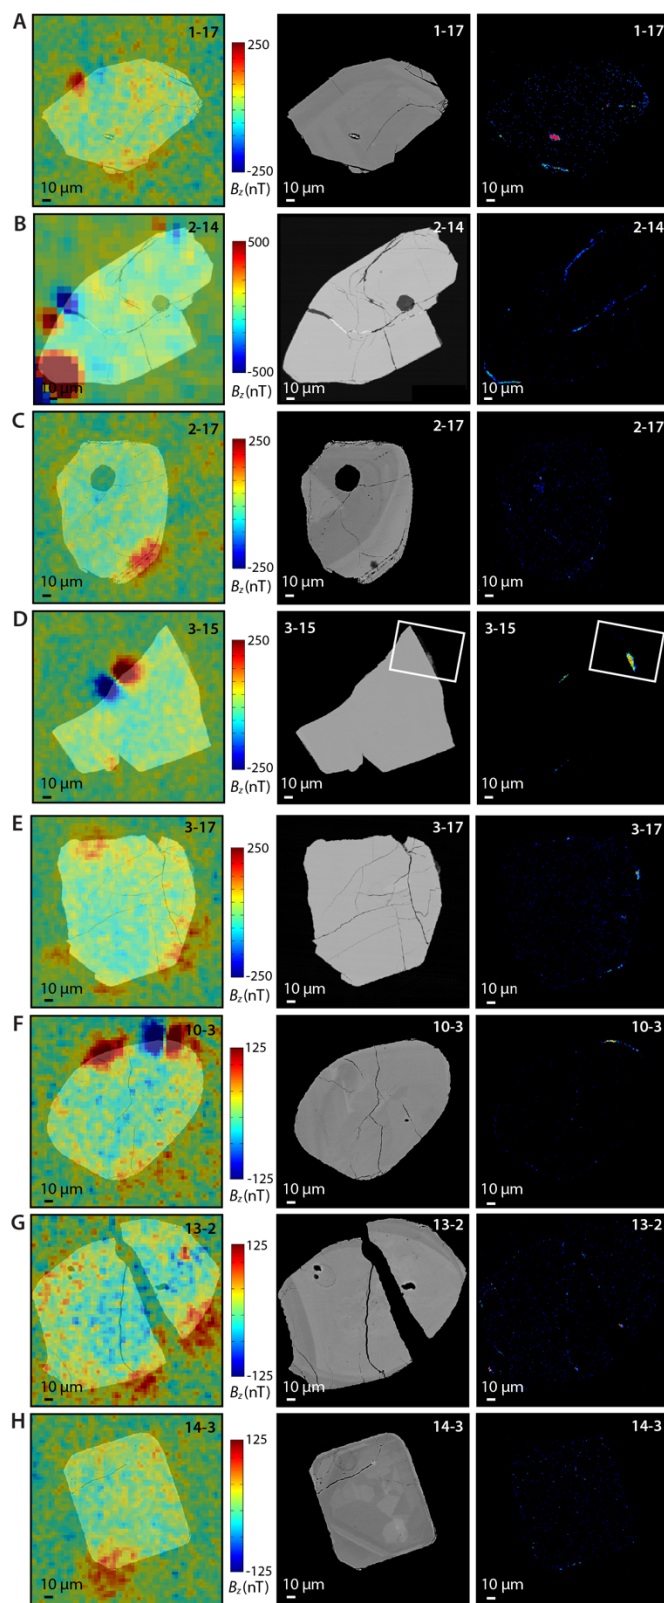 A 1-17 250 1-17 1-17
-250
10 µm Bz(nT) 10 µm 10 µm
B 2-14 500 2-14 2-14
-500
10 µm Bz(nT) 10 µm 10 µm
C 2-17 250 2-17 2-17
-250
10 µm Bz(nT) 10 µm 10 µm
D 3-15 250 3-15 3-15
-250
10 µm Bz(nT) 10 µm 10 µm
E 3-17 250 3-17 3-17
-250
10 µm Bz(nT) 10 µm 10 µm
F 10-3 125 10-3 10-3
-125
10 µm Bz(nT) 10 µm 10 µm
G 13-2 125 13-2 13-2
-125
10 µm Bz(nT) 10 µm 10 µm
H 14-3 125 14-3 14-3
-125
10 µm Bz(nT) 10 µm 10 µm